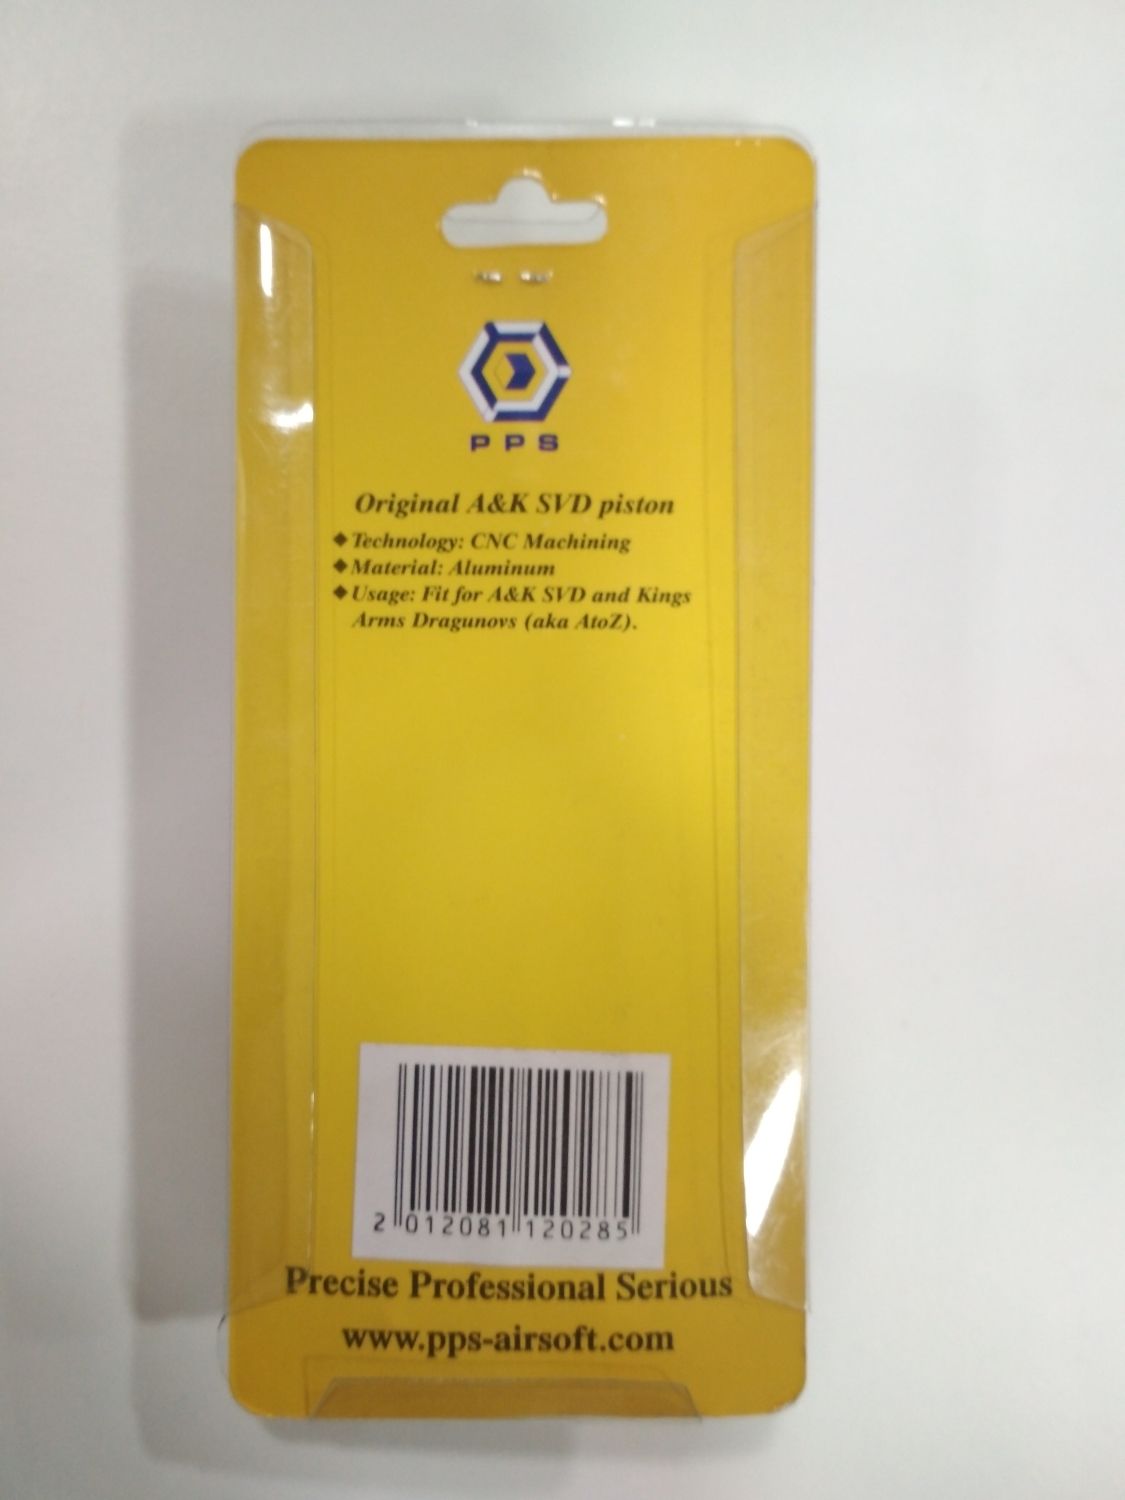 PPS
Original A&K SVD piston
◆Technology: CNC Machining
◆Material: Aluminum
◆Usage: Fit for A&K SVD and Kings
Arms Dragunovs (aka AtoZ).
2 012081 120285
Precise Professional Serious
www.pps-airsoft.com